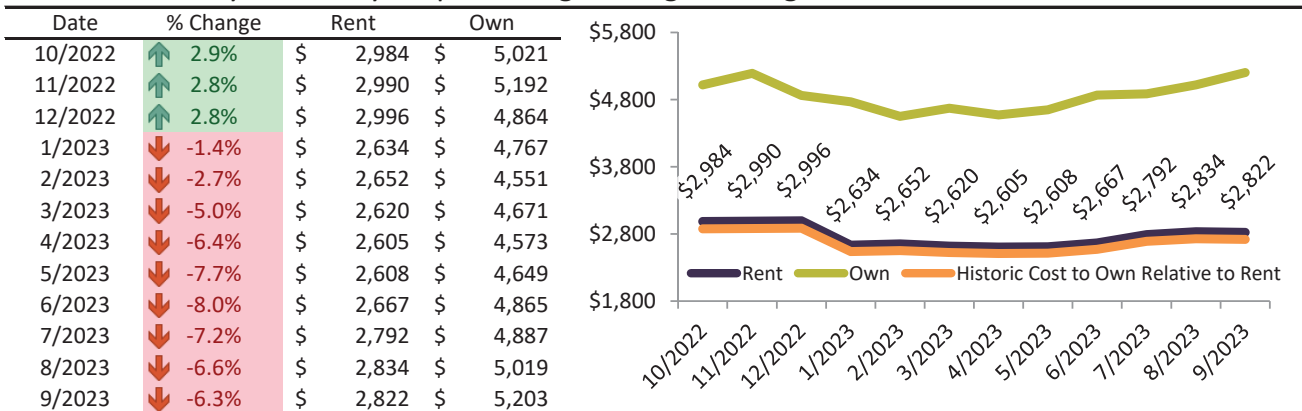 Date % Change Rent Own
10/2022 2.9% $ 2,984 $ 5,021
11/2022 2.8% $ 2,990 $ 5,192
12/2022 2.8% $ 2,996 $ 4,864
1/2023 -1.4% $ 2,634 $ 4,767
2/2023 -2.7% $ 2,652 $ 4,551
3/2023 -5.0% $ 2,620 $ 4,671
4/2023 -6.4% $ 2,605 $ 4,573
5/2023 -7.7% $ 2,608 $ 4,649
6/2023 -8.0% $ 2,667 $ 4,865
7/2023 -7.2% $ 2,792 $ 4,887
8/2023 -6.6% $ 2,834 $ 5,019
9/2023 -6.3% $ 2,822 $ 5,203
$5,800
$4,800
$3,800
$2,800
$1,800
$2,984 $2,990 $2,996 $2,634 $2,652 $2,620 $2,605 $2,608 $2,667 $2,792 $2,834 $2,822
Rent Own Historic Cost to Own Relative to Rent
10/2022 11/2022 12/2022 1/2023 2/2023 3/2023 4/2023 5/2023 6/2023 7/2023 8/2023 9/2023